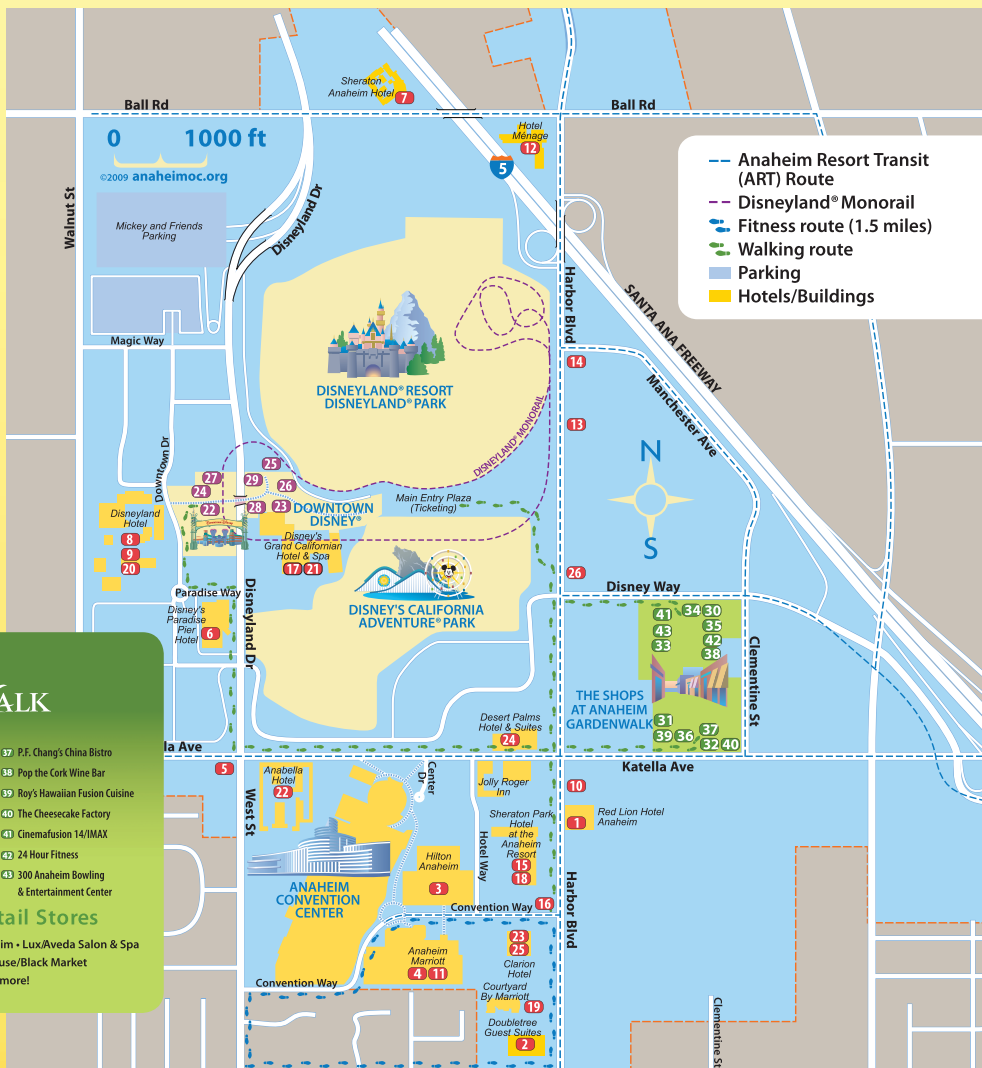 Ball Rd
Ball Rd
Sheraton
Anaheim Hotel
7
Hotel
Ménage
12
5
0 1000 ft
©2009 anaheimoc.org
Walnut St
Mickey and Friends
Parking
Disneyland Dr
Anaheim Resort Transit
(ART) Route
Disneyland® Monorail
Fitness route (1.5 miles)
Walking route
Parking
Hotels/Buildings
Harbor Blvd
SANTA ANA FREEWAY
Magic Way
14
Manchester Ave
DISNEYLAND® RESORT
DISNEYLAND® PARK
DISNEYLAND® MONORAIL
13
N
S
Downtown Dr
27
25
29
24
26
22
28
23
DOWNTOWN
DISNEY®
Main Entry Plaza
(Ticketing)
Disneyland
Hotel
8
9
20
Disney's
Grand Californian
Hotel & Spa
17
21
26
Disney Way
Paradise Way
Disneyland Dr
DISNEY'S CALIFORNIA
ADVENTURE® PARK
Disney's
Paradise
Pier
Hotel
6
41
34
30
43
35
33
42
38
THE SHOPS
AT ANAHEIM
GARDENWALK
31
39
36
37
32
40
Clementine St
ALK
37 P.F. Chang's China Bistro
38 Pop the Cork Wine Bar
39 Roy's Hawaiian Fusion Cuisine
40 The Cheesecake Factory
41 Cinemafusion 14/IMAX
42 24 Hour Fitness
43 300 Anaheim Bowling
& Entertainment Center
tail Stores
im • Lux/Aveda Salon & Spa
use/Black Market
more!
Desert Palms
Hotel & Suites
24
la Ave
Katella Ave
5
Anabella
Hotel
22
West St
Center
Dr
Jolly Roger
Inn
10
Red Lion Hotel
Anaheim
1
Sheraton Park
Hotel
at the
Anaheim
Resort
15
18
Hotel Way
Hilton
Anaheim
3
ANAHEIM
CONVENTION
CENTER
Convention Way
16
Harbor Blvd
23
25
Clarion
Hotel
Anaheim
Marriott
4
11
Convention Way
Courtyard
By Marriott
19
Doubletree
Guest Suites
2
Clementine St